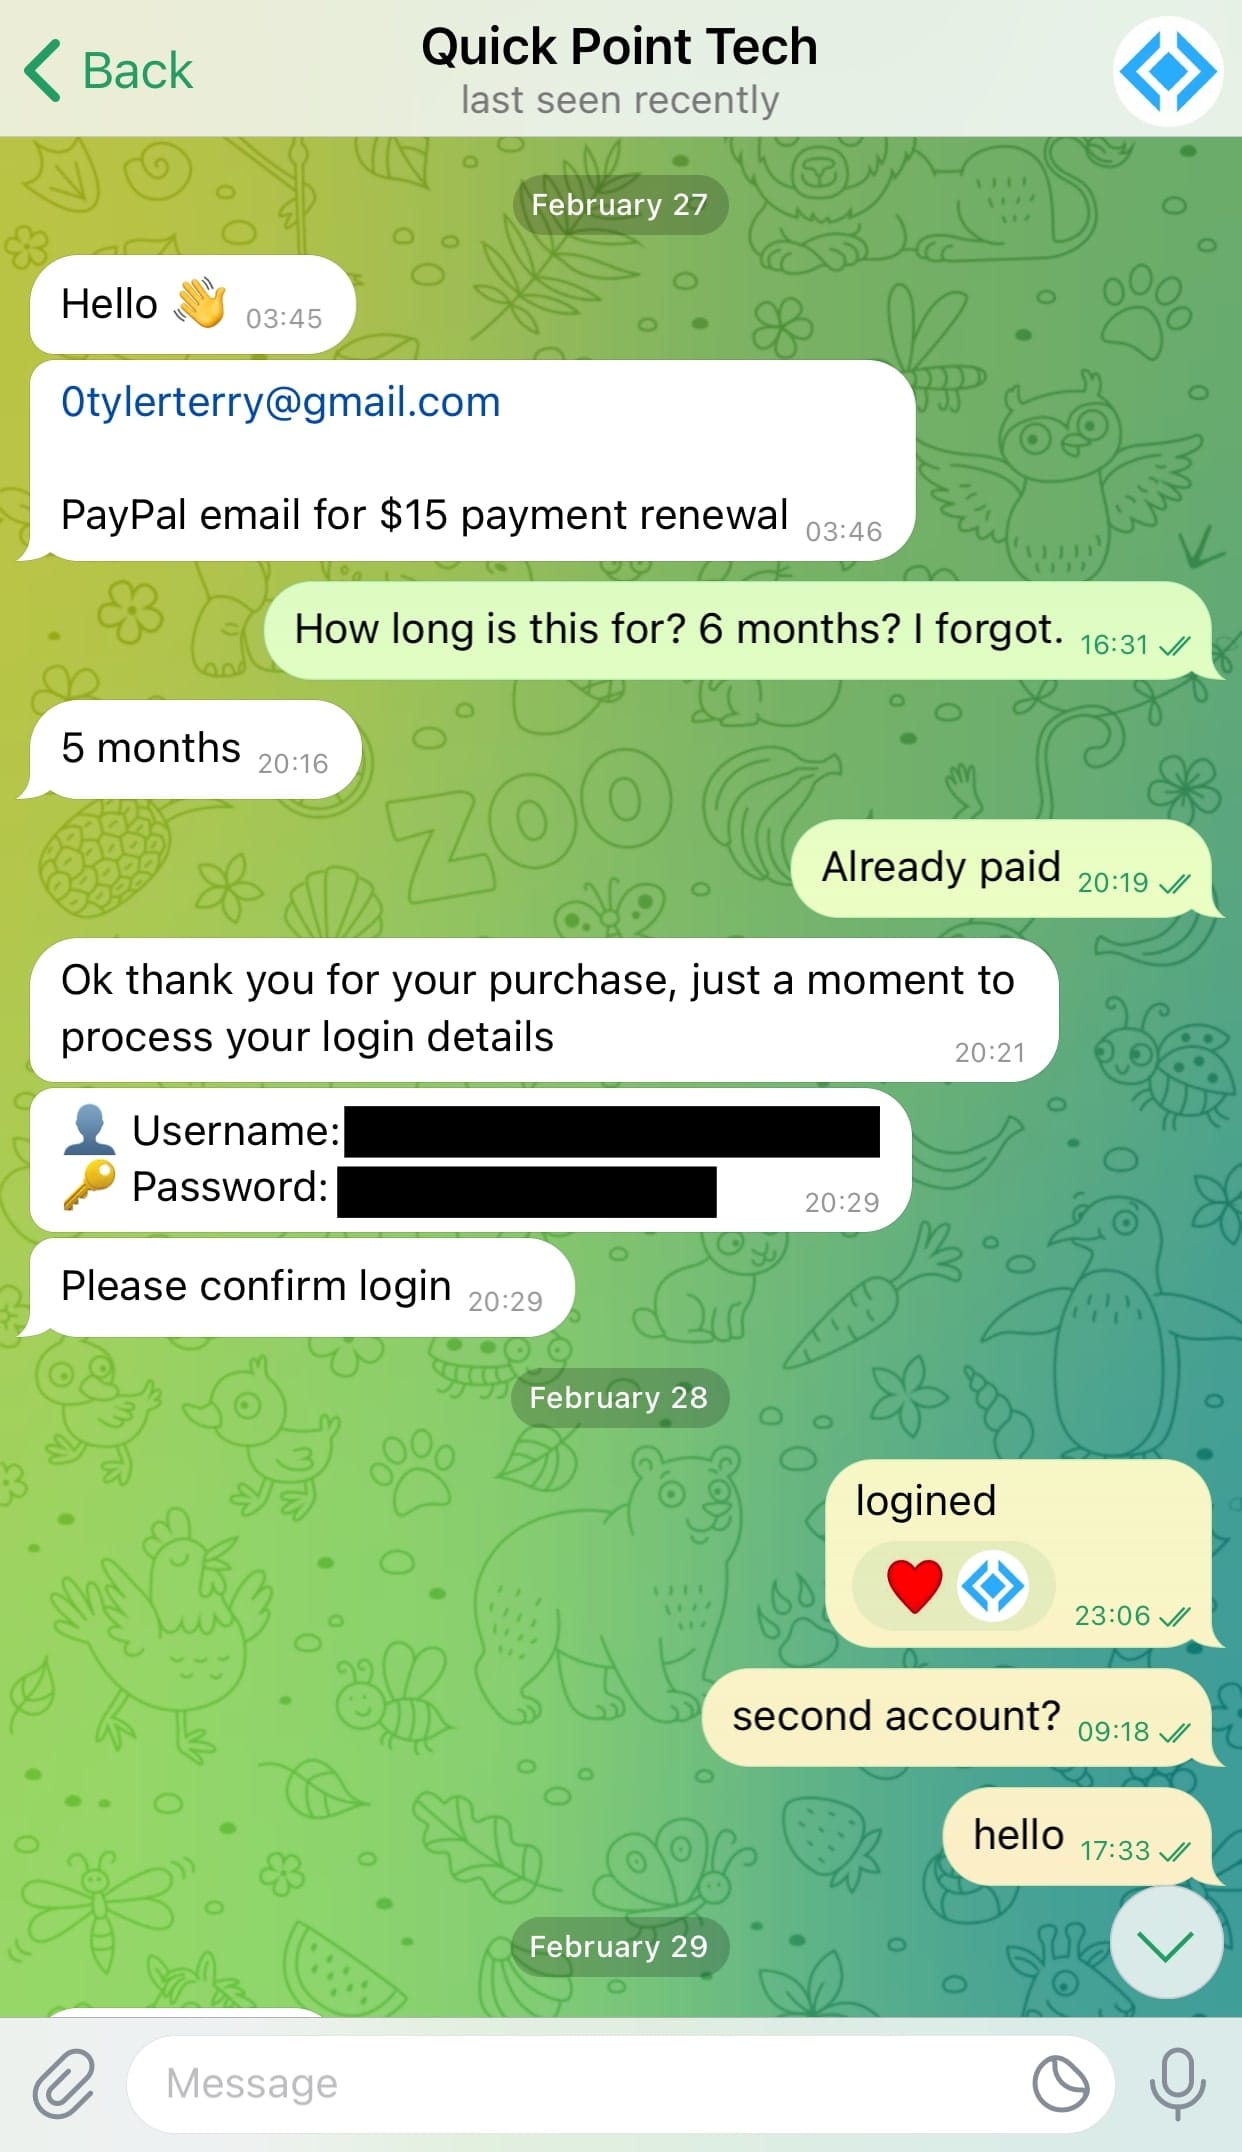 Back
Quick Point Tech
last seen recently
February 27
Hello 👋 03:45
0tylerterry@gmail.com
PayPal email for $15 payment renewal 03:46
How long is this for? 6 months? I forgot. 16:31
5 months 20:16
ZOO
Already paid 20:19
Ok thank you for your purchase, just a moment to
process your login details 20:21
👤 Username:
🔑 Password: 20:29
Please confirm login 20:29
February 28
logined
❤️ 23:06
second account? 09:18
hello 17:33
February 29
Message